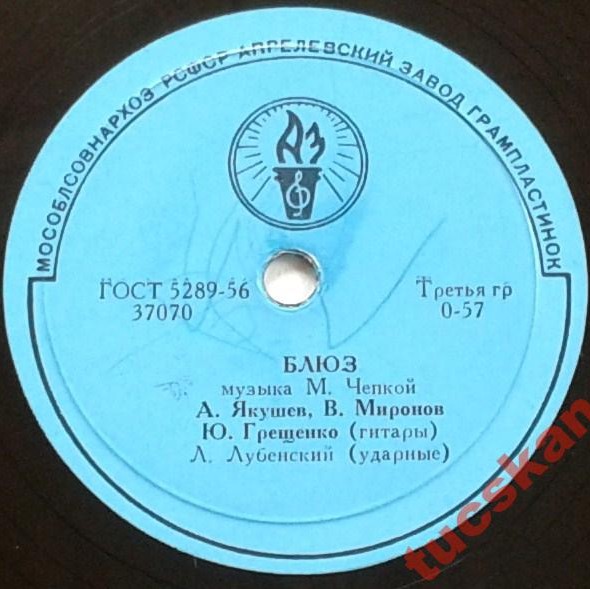 МОСОБЛСОВНАРХОЗ РСФСР АПРЕЛЕВСКИЙ ЗАВОД ГРАМПЛАСТИНОК
АЗ
ГОСТ 5289-56
37070
Третья гр
0-57
БЛЮЗ
музыка М. Чепкой
А. Якушев, В. Миронов
Ю. Грещенко (гитары)
Л. Лубенский (ударные)
tucskan